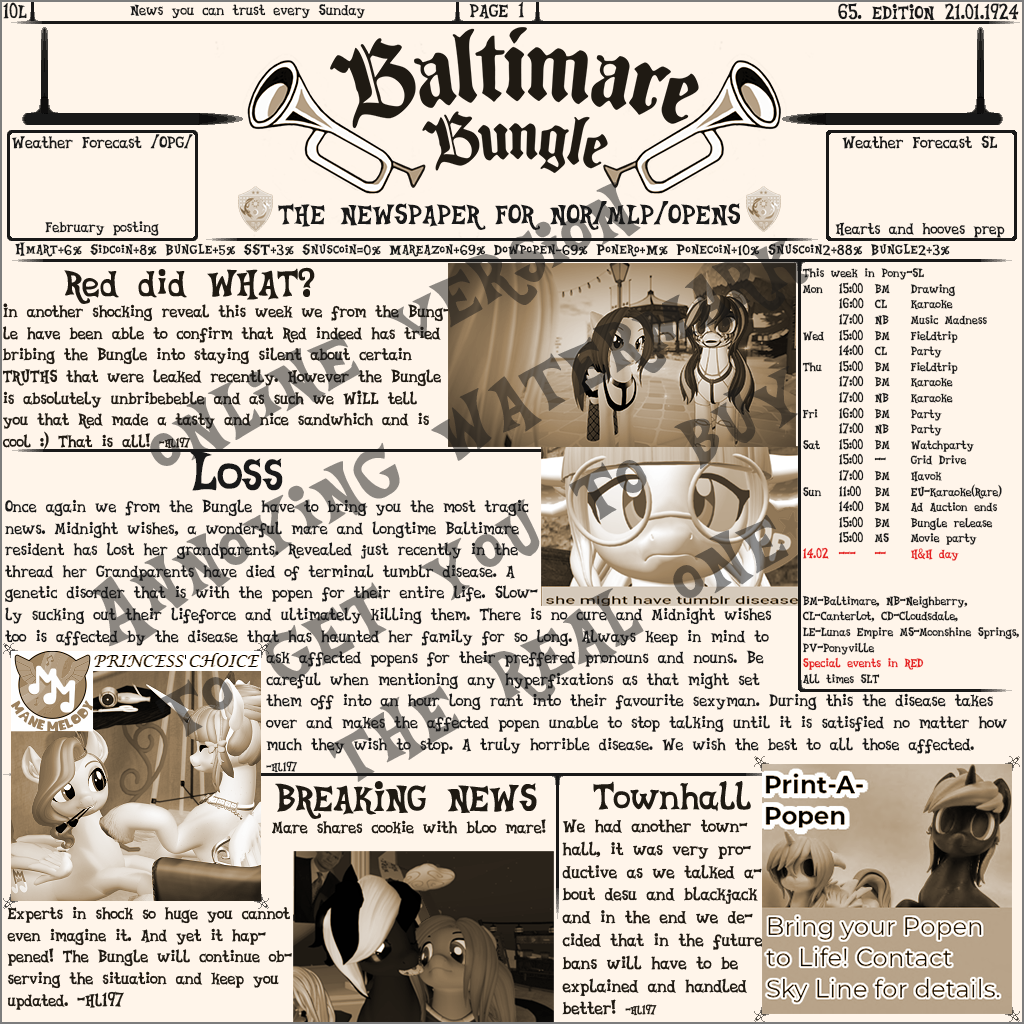 10L
News you can trust every Sunday
PAGE 1
65. EDITION 21.01.1924
Baltimare
Bungle
THE NEWSPAPER FOR NOR/MLP/OPENS
Weather Forecast /OPG/
February posting
Weather Forecast SL
Hearts and hooves prep
HMART+6% SIDCOIN+8% BUNGLE+5% SST+3% SNUSCOIN=0% MAREAZON+69% DOWPOPEN-69% PONERO+M% PONECOIN+10% SNUSCOIN2+88% BUNGLE2+3%
Red did WHAT?
In another shocking reveal this week we from the Bung-
le have been able to confirm that Red indeed has tried
bribing the Bungle into staying silent about certain
TRUTHS that were leaked recently. However the Bungle
is absolutely unbribebeble and as such we WILL tell
you that Red made a tasty and nice sandwhich and is
cool :) That is all! -AL197
Loss
Once again we from the Bungle have to bring you the most tragic
news. Midnight wishes, a wonderful mare and longtime Baltimare
resident has lost her grandparents. Revealed just recently in the
thread her Grandparents have died of terminal tumblr disease. A
genetic disorder that is with the popen for their entire life. Slow-
ly sucking out their lifeforce and ultimately killing them. There is no cure and Midnight wishes
too is affected by the disease that has haunted her family for so long. Always keep in mind to
ask affected popens for their preffered pronouns and nouns. Be
careful when mentioning any hyperfixations as that might set
them off into an hour long rant into their favourite sexyman. During this the disease takes
over and makes the affected popen unable to stop talking until it is satisfied no matter how
much they wish to stop. A truly horrible disease. We wish the best to all those affected.
-AL197
she might have tumblr disease
This week in Pony-SL
Mon 15:00 BM Drawing
16:00 CL Karaoke
17:00 NB Music Madness
Wed 15:00 BM Fieldtrip
14:00 CL Party
Thu 15:00 BM Fieldtrip
17:00 BM Karaoke
17:00 NB Karaoke
Fri 16:00 BM Party
17:00 NB Party
Sat 15:00 BM Watchparty
15:00 --- Grid Drive
17:00 BM Havok
Sun 11:00 BM EU-Karaoke(Rare)
14:00 BM Ad Auction ends
15:00 BM Bungle release
15:00 MS Movie party
14.02 --- --- H&H day
BM-Baltimare, NB-Neighberry,
CL-Canterlot, CD-Cloudsdale,
LE-Lunas Empire MS-Moonshine Springs,
PV-Ponyville
Special events in RED
All times SLT
PRINCESS' CHOICE
MM
MANE MELODY
Experts in shock so huge you cannot
even imagine it. And yet it hap-
pened! The Bungle will continue ob-
serving the situation and keep you
updated. -AL197
BREAKING NEWS
Mare shares cookie with bloo mare!
Townhall
We had another town-
hall, it was very pro-
ductive as we talked a-
bout desu and blackjack
and in the end we de-
cided that in the future
bans will have to be
explained and handled
better! -AL197
Print-A-
Popen
Bring your Popen
to Life! Contact
Sky Line for details.
ONLINE VERSION
ANNOYING WATERMARK
TO GET YOU TO BUY
THE REAL ONE